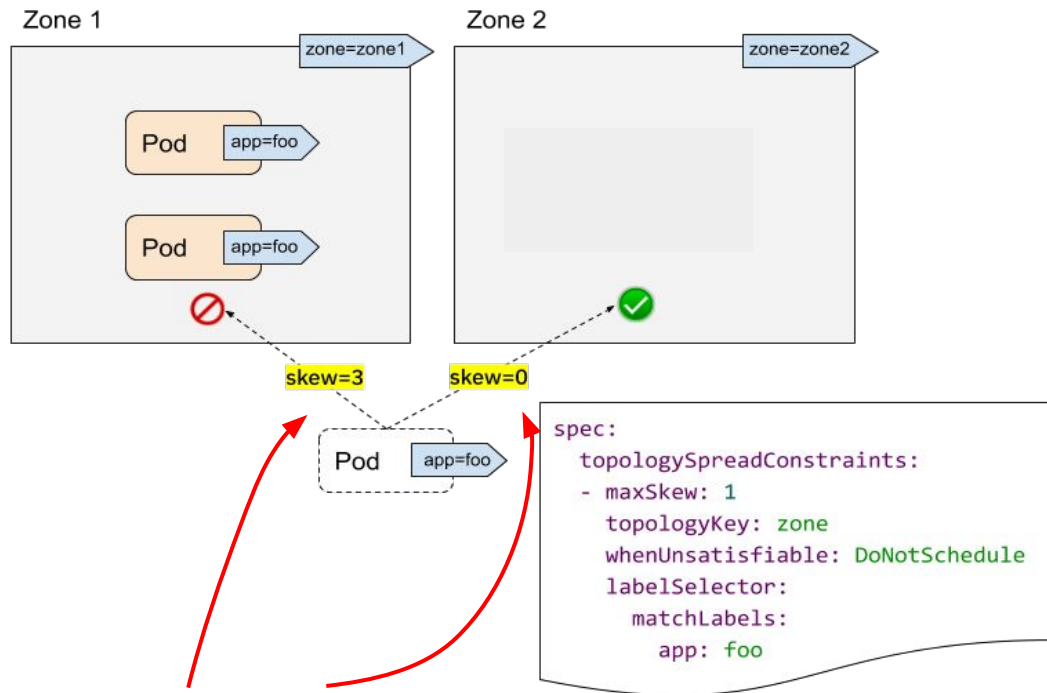 Zone 1
Zone 2
zone=zone1
zone=zone2
Pod
app=foo
Pod
app=foo
skew=3
skew=0
Pod
app=foo
spec:
  topologySpreadConstraints:
  - maxSkew: 1
    topologyKey: zone
    whenUnsatisfiable: DoNotSchedule
    labelSelector:
      matchLabels:
        app: foo